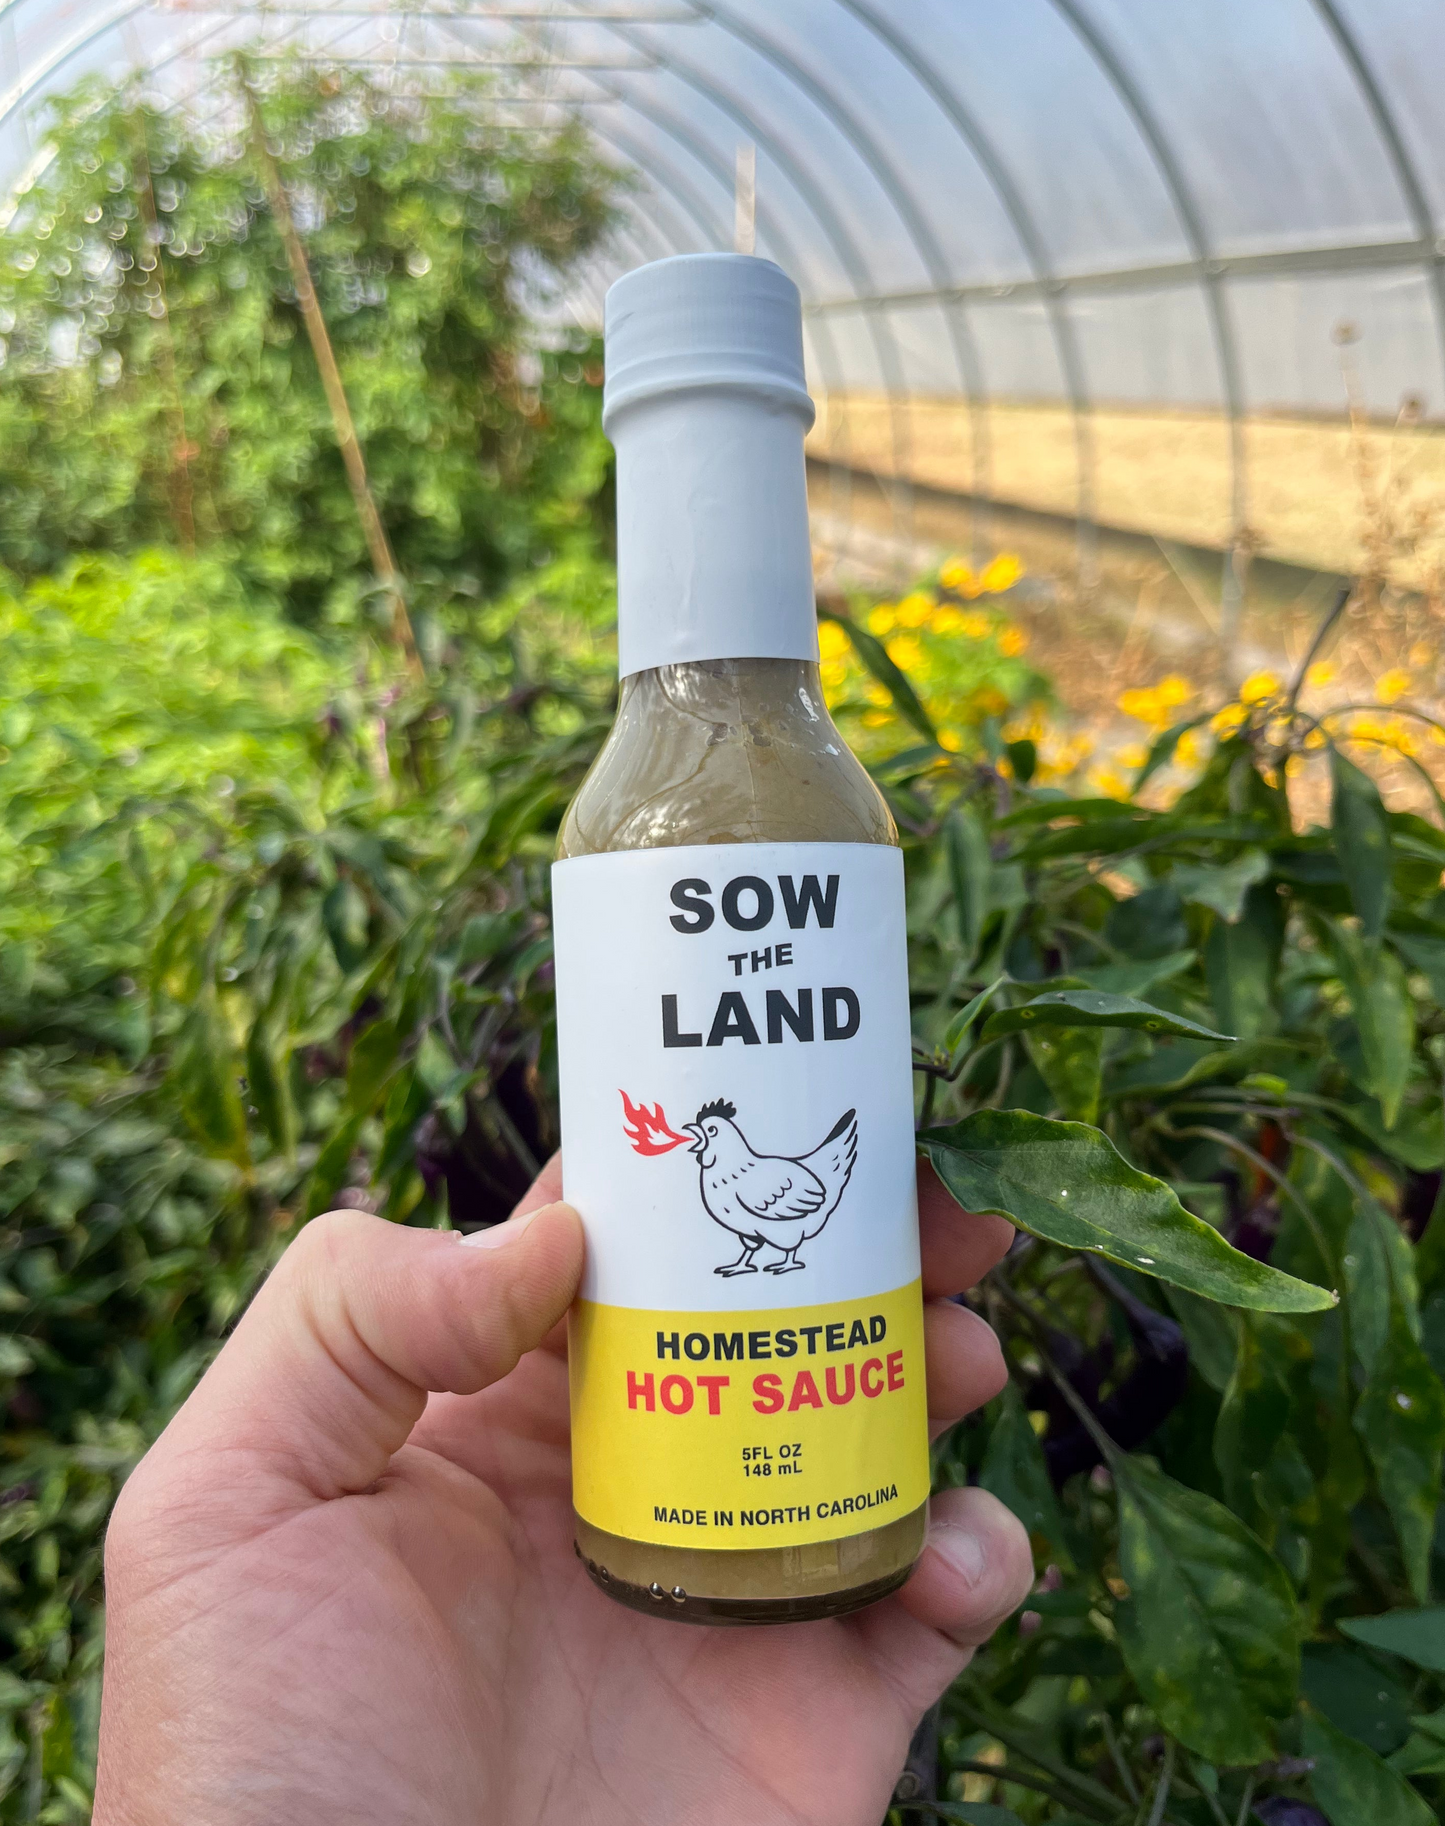 SOW
THE
LAND
HOMESTEAD
HOT SAUCE
5FL OZ
148 mL
MADE IN NORTH CAROLINA